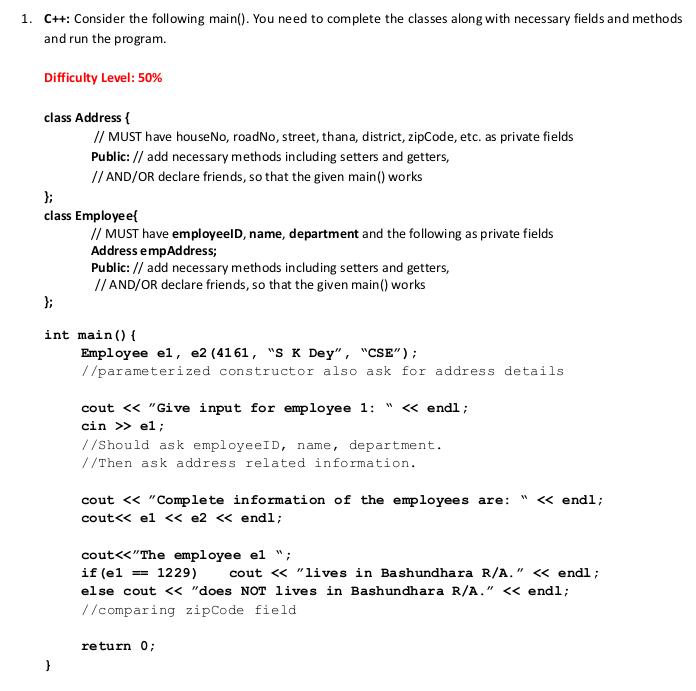 1. C++: Consider the following main(). You need to complete the classes along with necessary fields and methods
and run the program.
Difficulty Level: 50%
class Address {
// MUST have houseNo, roadNo, street, thana, district, zipCode, etc. as private fields
Public: // add necessary methods including setters and getters,
// AND/OR declare friends, so that the given main() works
};
class Employee{
// MUST have employeeID, name, department and the following as private fields
Address empAddress;
Public: // add necessary methods including setters and getters,
// AND/OR declare friends, so that the given main() works
};
int main(){
Employee e1, e2(4161, “S K Dey”, “CSE”);
//parameterized constructor also ask for address details
cout << ”Give input for employee 1: “ << endl;
cin >> e1;
//Should ask employeeID, name, department.
//Then ask address related information.
cout << ”Complete information of the employees are: “ << endl;
cout<< e1 << e2 << endl;
cout<<”The employee e1 “;
if(e1 == 1229) cout << ”lives in Bashundhara R/A.” << endl;
else cout << ”does NOT lives in Bashundhara R/A.” << endl;
//comparing zipCode field
return 0;
}